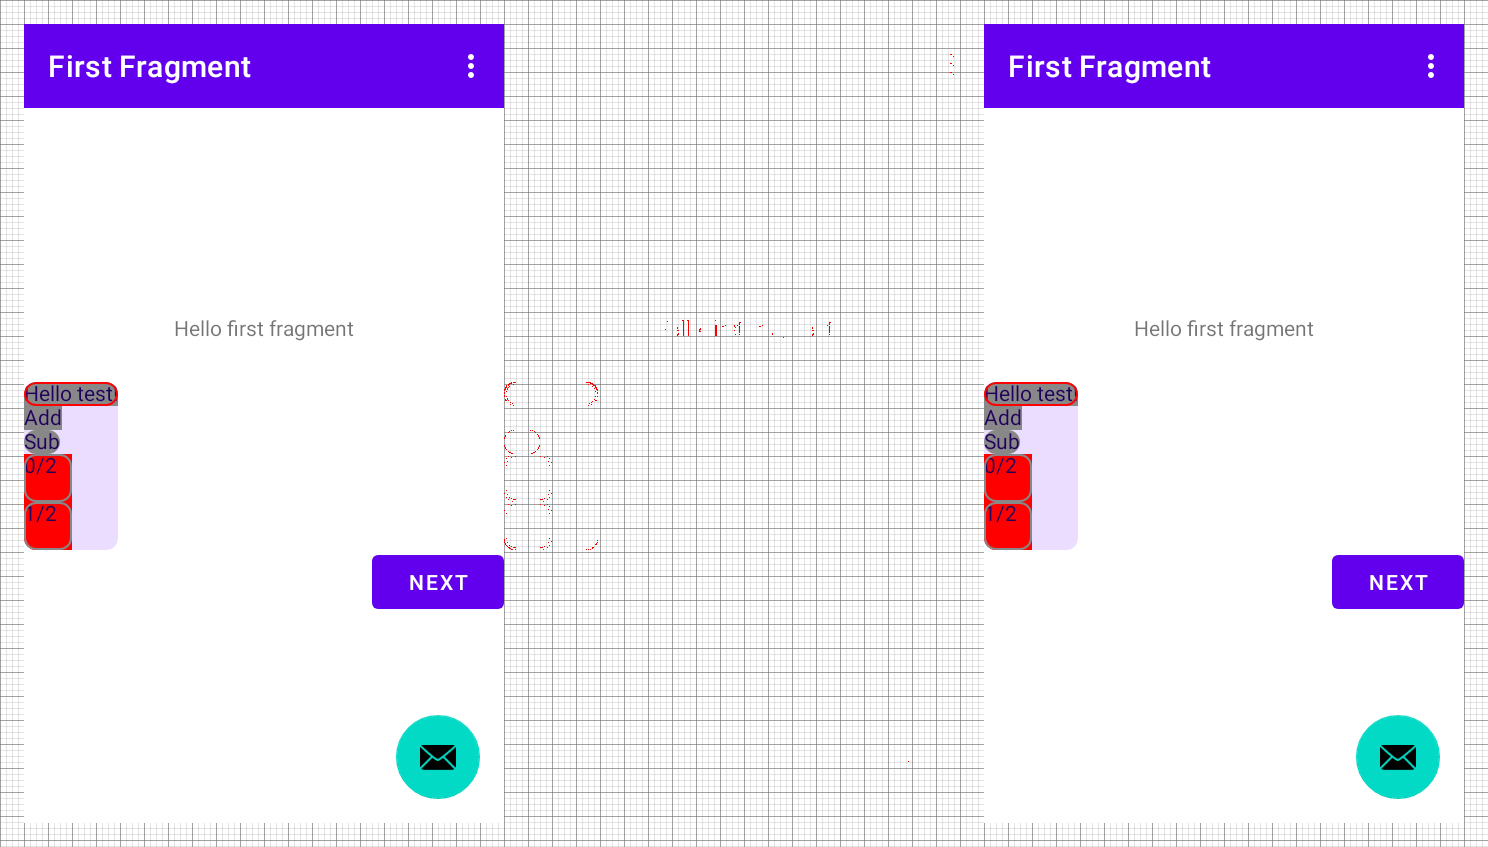 First Fragment
Hello first fragment
Hello test
Add
Sub
0/2
1/2
NEXT
First Fragment
Hello first fragment
Hello test
Add
Sub
0/2
1/2
NEXT